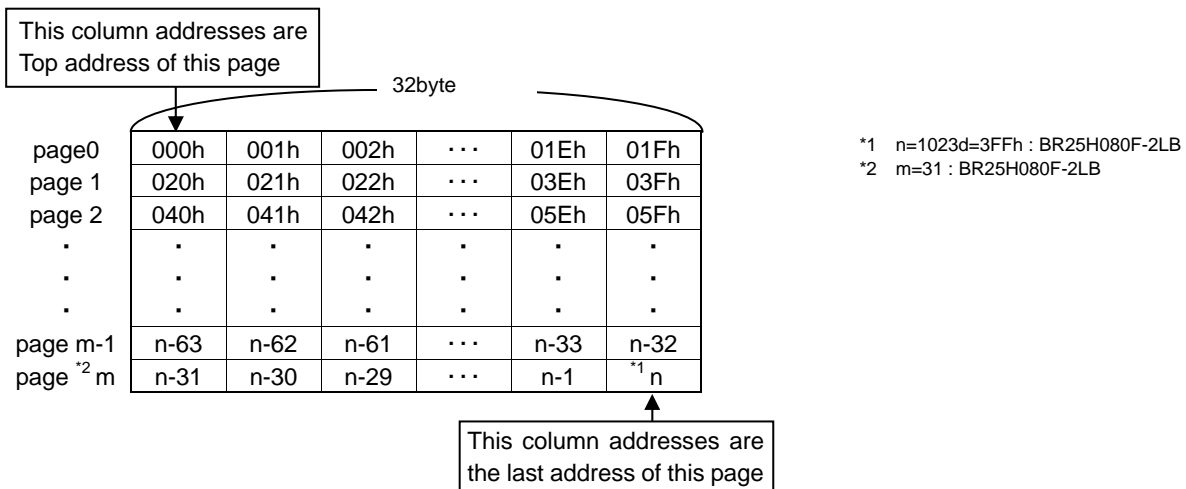 This column addresses are
Top address of this page
32byte
page0 000h 001h 002h ··· 01Eh 01Fh
page 1 020h 021h 022h ··· 03Eh 03Fh
page 2 040h 041h 042h ··· 05Eh 05Fh
· · · · · ·
· · · · · ·
· · · · · ·
page m-1 n-63 n-62 n-61 ··· n-33 n-32
page *2 m n-31 n-30 n-29 ··· n-1 *1 n
This column addresses are
the last address of this page
*1 n=1023d=3FFh : BR25H080F-2LB
*2 m=31 : BR25H080F-2LB